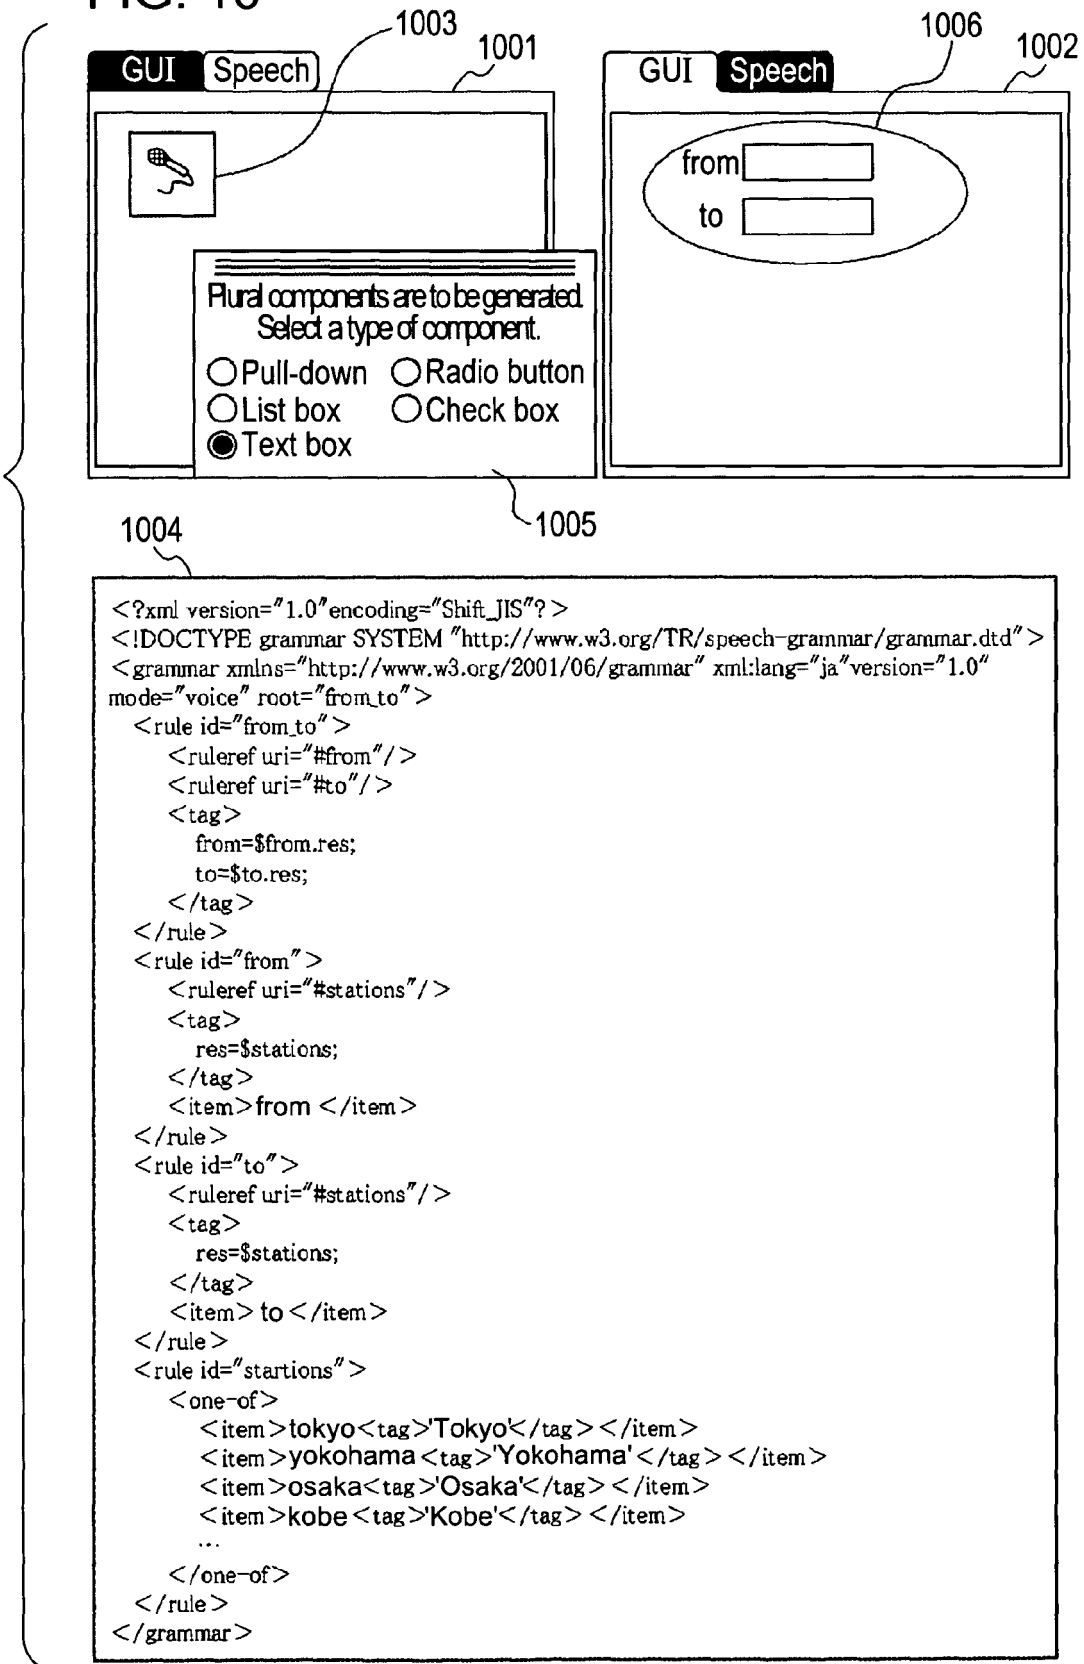 FIG. 10
1003
1001
1006
1002
GUI Speech
GUI Speech
from
to
Plural components are to be generated.
Select a type of component.
Pull-down Radio button
List box Check box
Text box
1005
1004
<?xml version="1.0"encoding="Shift_JIS"?>
<!DOCTYPE grammar SYSTEM "http://www.w3.org/TR/speech-grammar/grammar.dtd">
<grammar xmlns="http://www.w3.org/2001/06/grammar" xml:lang="ja"version="1.0"
mode="voice" root="from_to">
<rule id="from_to">
<ruleref uri="#from"/>
<ruleref uri="#to"/>
<tag>
from=$from.res;
to=$to.res;
</tag>
</rule>
<rule id="from">
<ruleref uri="#stations"/>
<tag>
res=$stations;
</tag>
<item>from </item>
</rule>
<rule id="to">
<ruleref uri="#stations"/>
<tag>
res=$stations;
</tag>
<item> to </item>
</rule>
<rule id="startions">
<one-of>
<item>tokyo<tag>'Tokyo'</tag></item>
<item>yokohama<tag>'Yokohama'</tag></item>
<item>osaka<tag>'Osaka'</tag></item>
<item>kobe<tag>'Kobe'</tag></item>
...
</one-of>
</rule>
</grammar>